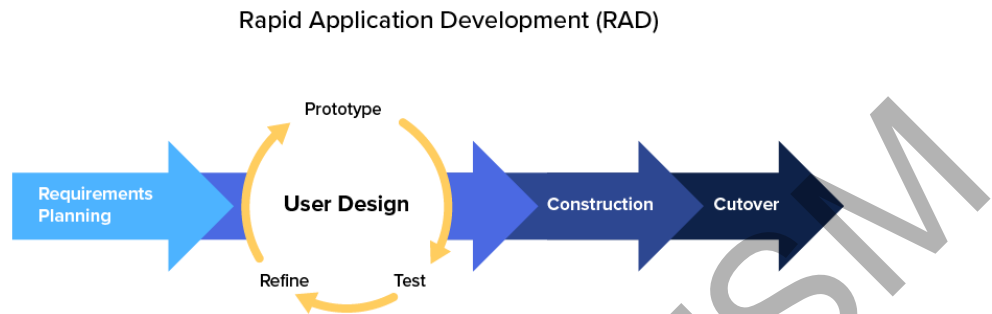 Rapid Application Development (RAD)
Prototype
Requirements
Planning
User Design
Construction
Cutover
Refine
Test